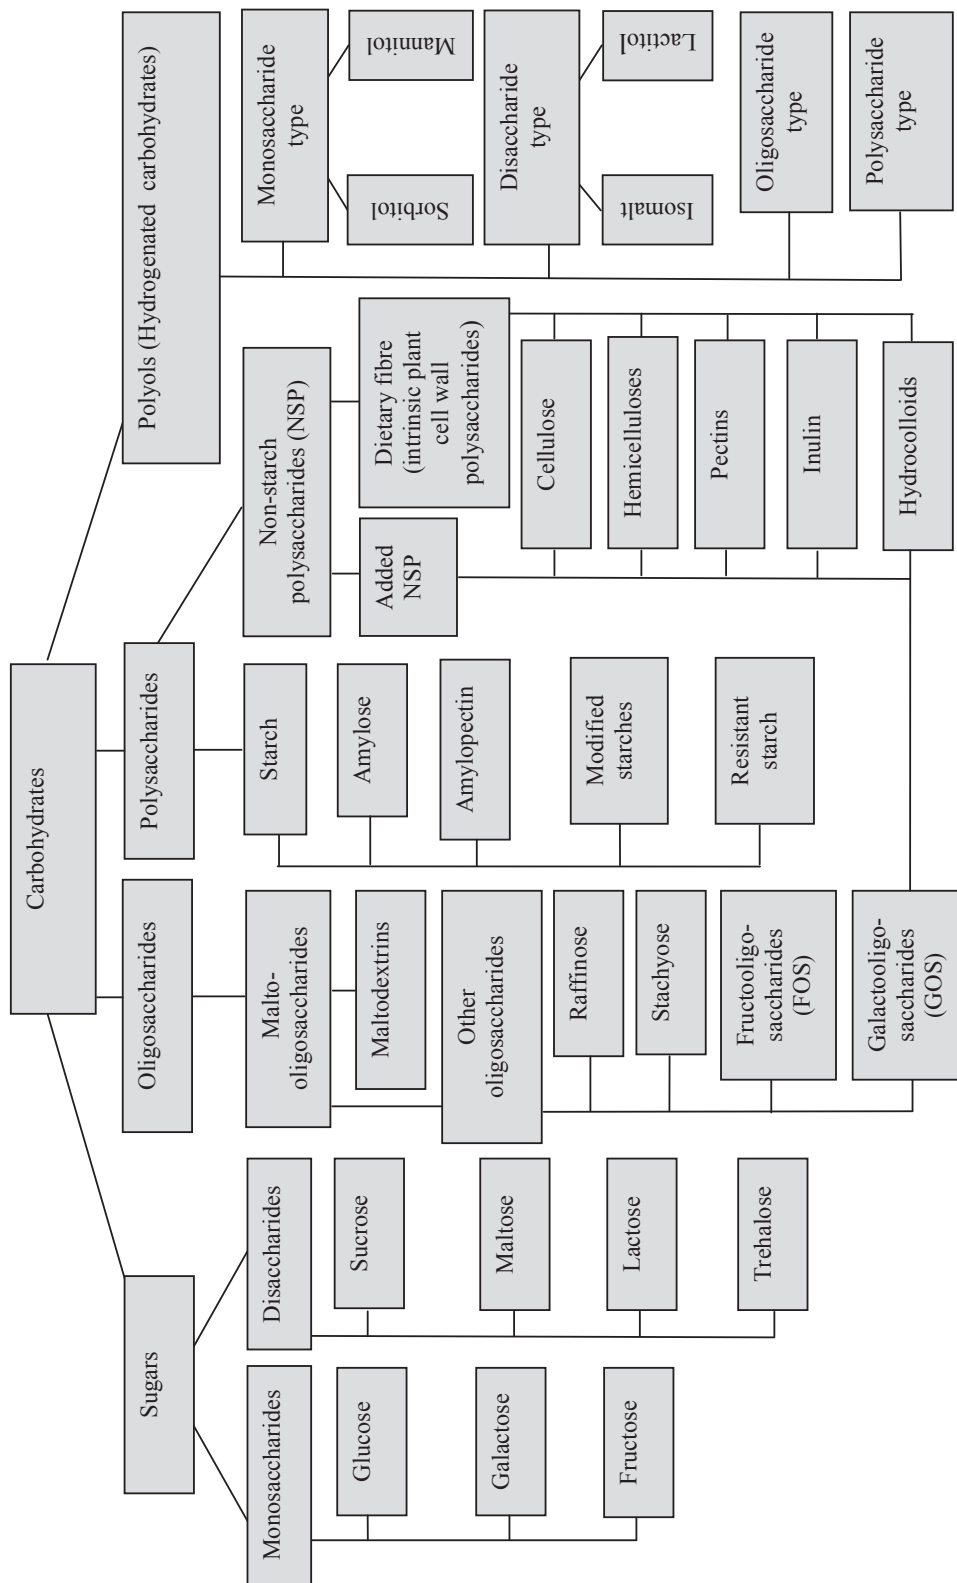 Carbohydrates
Sugars
Oligosaccharides
Polysaccharides
Polyols (Hydrogenated carbohydrates)
Monosaccharides
Glucose
Galactose
Fructose
Disaccharides
Sucrose
Maltose
Lactose
Trehalose
Malto-
oligosaccharides
Maltodextrins
Other
oligosaccharides
Raffinose
Stachyose
Fructooligo-
saccharides
(FOS)
Galactooligo-
saccharides
(GOS)
Starch
Amylose
Amylopectin
Modified
starches
Resistant
starch
Non-starch
polysaccharides (NSP)
Added
NSP
Dietary fibre
(intrinsic plant
cell wall
polysaccharides)
Cellulose
Hemicelluloses
Pectins
Inulin
Hydrocolloids
Monosaccharide
type
Sorbitol
Mannitol
Disaccharide
type
Isomalt
Lactitol
Oligosaccharide
type
Polysaccharide
type